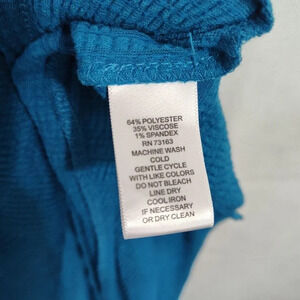 64% POLYESTER
35% VISCOSE
1% SPANDEX
RN 73163
MACHINE WASH
COLD
GENTLE CYCLE
WITH LIKE COLORS
DO NOT BLEACH
LINE DRY
COOL IRON
IF NECESSARY
OR DRY CLEAN